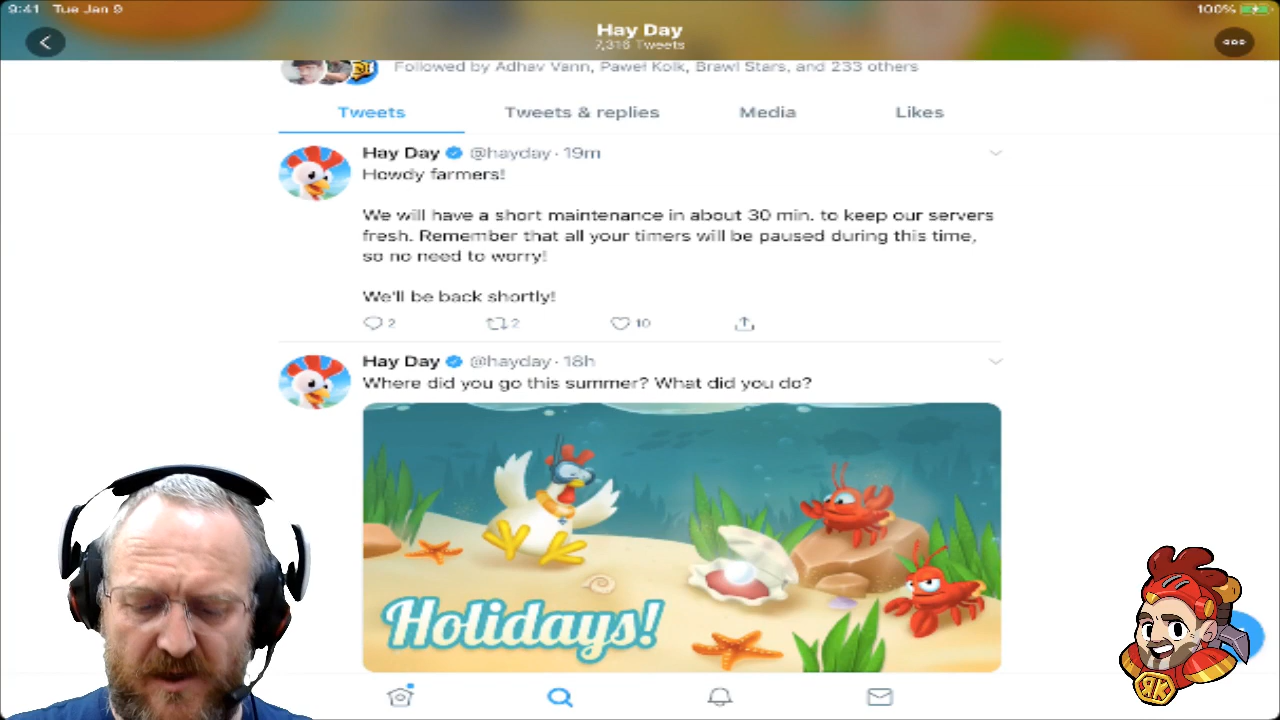 9:41 Tue Jan 9
100%
Hay Day
7,316 Tweets
Followed by Adhav Vann, Paweł Kolk, Brawl Stars, and 233 others
Tweets Tweets & replies Media Likes
Hay Day @hayday · 19m
Howdy farmers!
We will have a short maintenance in about 30 min. to keep our servers
fresh. Remember that all your timers will be paused during this time,
so no need to worry!
We'll be back shortly!
2 2 10
Hay Day @hayday · 18h
Where did you go this summer? What did you do?
Holidays!